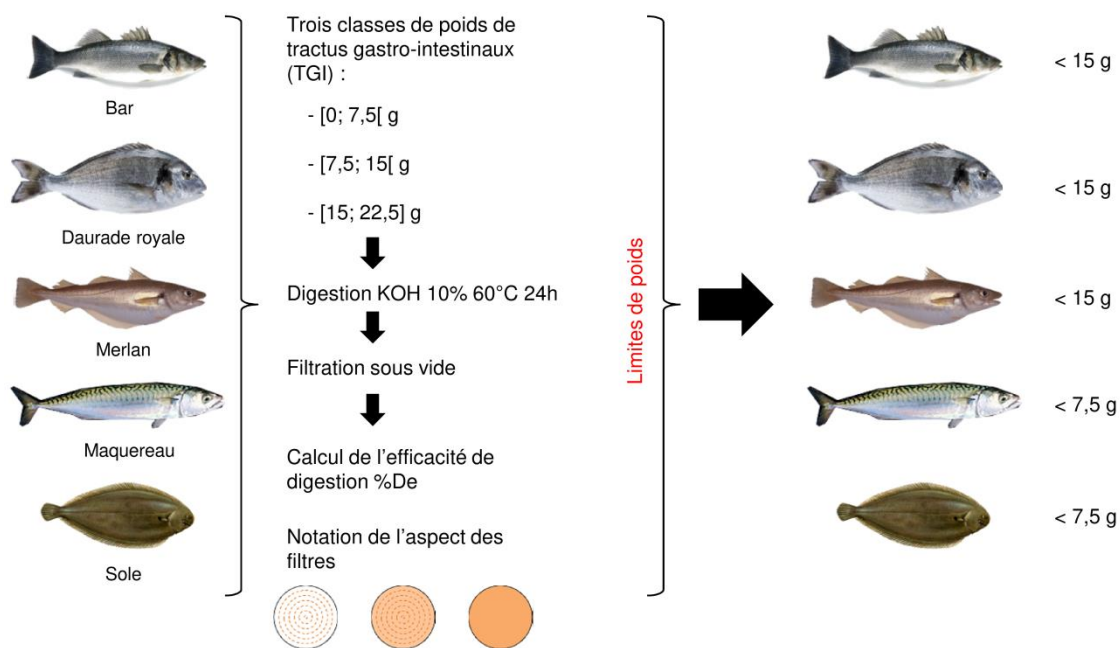 Bar
Daurade royale
Merlan
Maquereau
Sole
Trois classes de poids de
tractus gastro-intestinaux
(TGI) :
- [0; 7,5[ g
- [7,5; 15[ g
- [15; 22,5] g
Digestion KOH 10% 60°C 24h
Filtration sous vide
Calcul de l'efficacité de
digestion %De
Notation de l'aspect des
filtres
Limites de poids
< 15 g
< 15 g
< 15 g
< 7,5 g
< 7,5 g